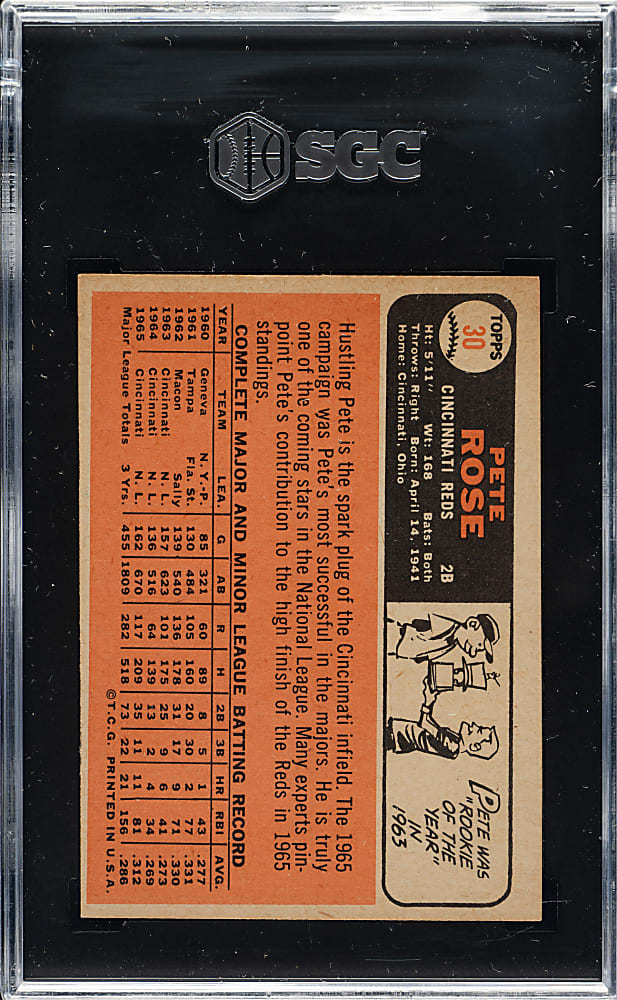 SGC
TOPPS
30
PETE
ROSE
CINCINNATI REDS 2B
Ht: 5'11" Wt: 168 Bats: Both
Throws: Right Born: April 14, 1941
Home: Cincinnati, Ohio
PETE WAS
"ROOKIE
OF THE
YEAR"
IN
1963
Hustling Pete is the spark plug of the Cincinnati infield. The 1965
campaign was Pete's most successful in the majors. He is truly
one of the coming stars in the National League. Many experts pin-
point Pete's contribution to the high finish of the Reds in 1965
standings.
COMPLETE MAJOR AND MINOR LEAGUE BATTING RECORD
YEAR TEAM LEA. G AB R H 2B 3B HR RBI AVG.
1960 Geneva N. Y.-P. 85 321 60 89 8 5 1 43 .277
1961 Tampa Fla. St. 130 484 105 160 20 30 2 77 .331
1962 Macon Sally 139 540 136 178 31 17 9 71 .330
1963 Cincinnati N. L. 157 623 101 175 25 9 6 41 .273
1964 Cincinnati N. L. 136 516 64 139 13 2 4 34 .269
1965 Cincinnati N. L. 162 670 117 209 35 11 11 81 .312
Major League Totals 3 Yrs. 455 1809 282 518 73 22 21 156 .286
©T.C.G. PRINTED IN U.S.A.